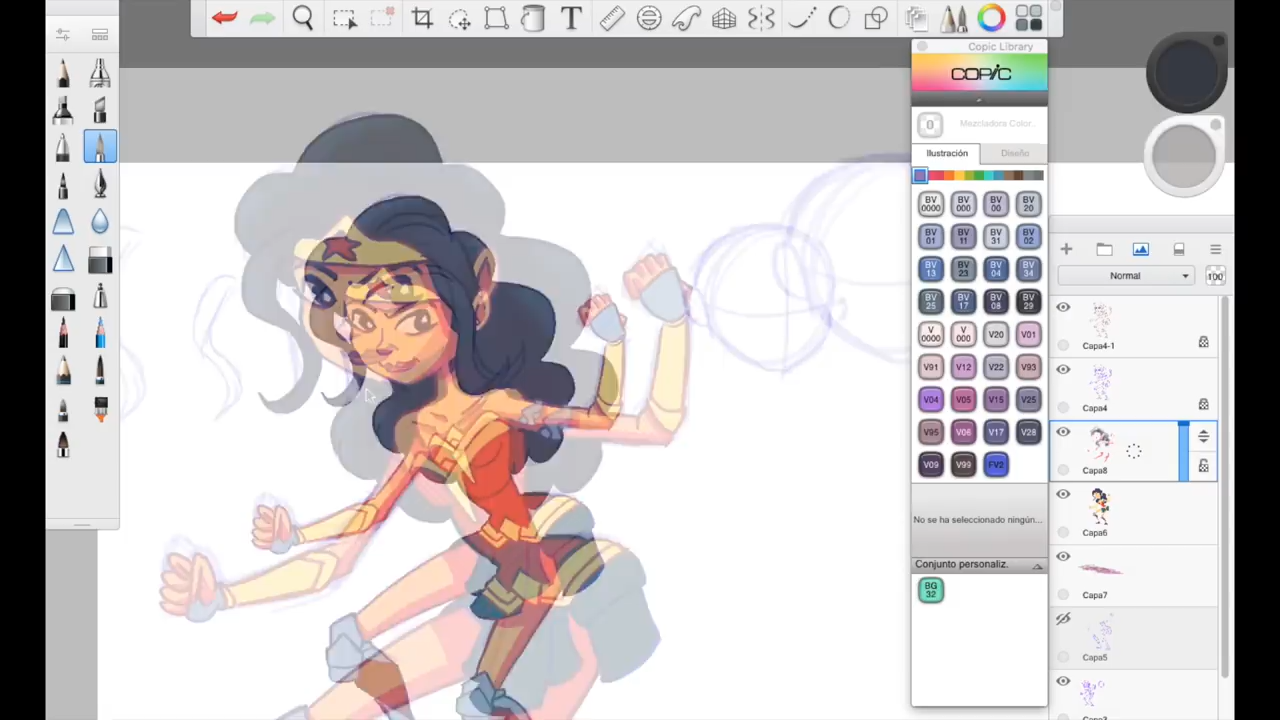 Copic Library
COPIC
0 Mezcladora Color..
Ilustración Diseño
BV 0000 BV 000 BV 00 BV 20
BV 01 BV 11 BV 31 BV 02
BV 13 BV 23 BV 04 BV 34
BV 25 BV 17 BV 08 BV 29
V 0000 V 000 V20 V01
V91 V12 V22 V93
V04 V05 V15 V25
V95 V06 V17 V28
V09 V99 FV2
No se ha seleccionado ningún...
Conjunto personaliz.
BG 32
Normal 100
Capa4-1
Capa4
Capa8
Capa6
Capa7
Capa5